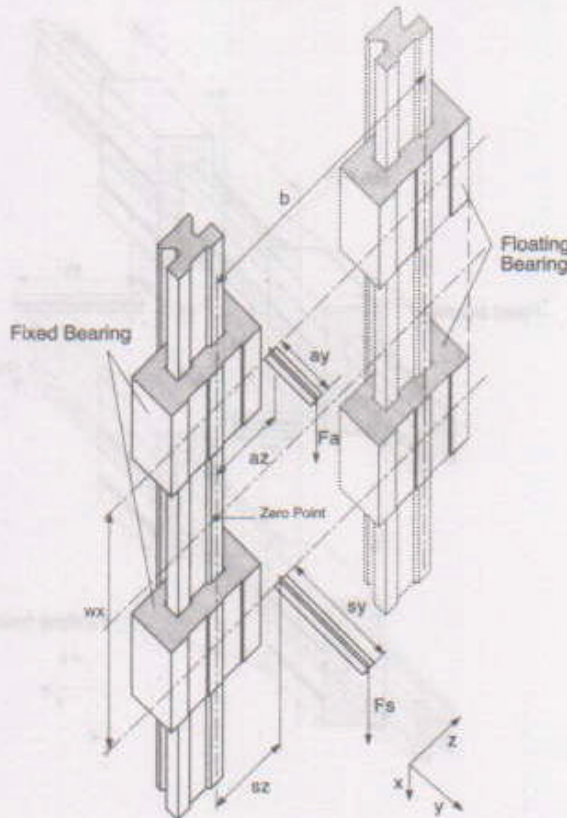 b
Floating
Bearing
Fixed Bearing
ay
Fa
az
Zero Point
wx
sy
Fs
sz
z
x
y